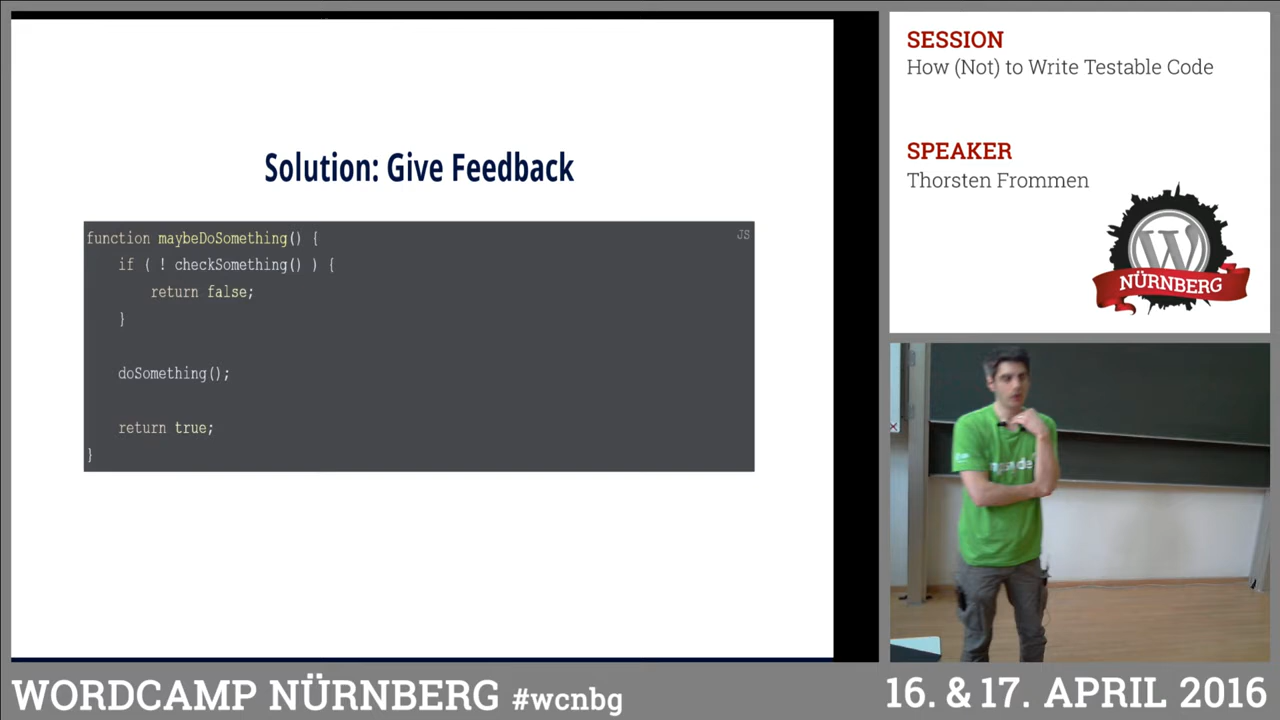 Solution: Give Feedback
JS
function maybeDoSomething() {
if ( ! checkSomething() ) {
return false;
}
doSomething();
return true;
}
SESSION
How (Not) to Write Testable Code
SPEAKER
Thorsten Frommen
NÜRNBERG
WORDCAMP NÜRNBERG #wcnbg
16. & 17. APRIL 2016